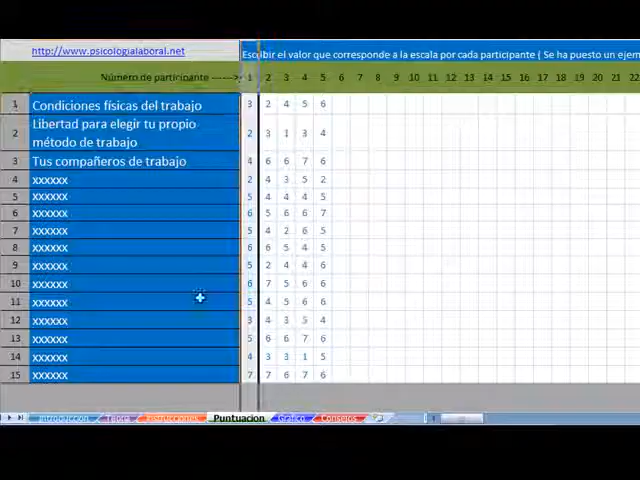 http://www.psicologialaboral.net
Escribir el valor que corresponde a la escala por cada participante ( Se ha puesto un ejem
Número de participante ------> 1 2 3 4 5 6 7 8 9 10 11 12 13 14 15 16 17 18 19 20 21 22
1 Condiciones físicas del trabajo 3 2 4 5 6
Libertad para elegir tu propio
2 método de trabajo 2 3 1 3 4
3 Tus compañeros de trabajo 4 6 6 7 6
4 xxxxxx 2 4 3 5 2
5 xxxxxx 5 4 4 4 5
6 xxxxxx 6 5 6 6 7
7 xxxxxx 5 4 2 6 5
8 xxxxxx 6 6 5 4 5
9 xxxxxx 5 2 4 4 6
10 xxxxxx 6 7 5 6 6
11 xxxxxx 5 4 5 6 6
12 xxxxxx 3 4 3 5 4
13 xxxxxx 5 6 6 7 6
14 xxxxxx 4 3 3 1 5
15 xxxxxx 7 7 6 7 6
Introducción Teoría Instrucciones Puntuacion Grafico Consejos